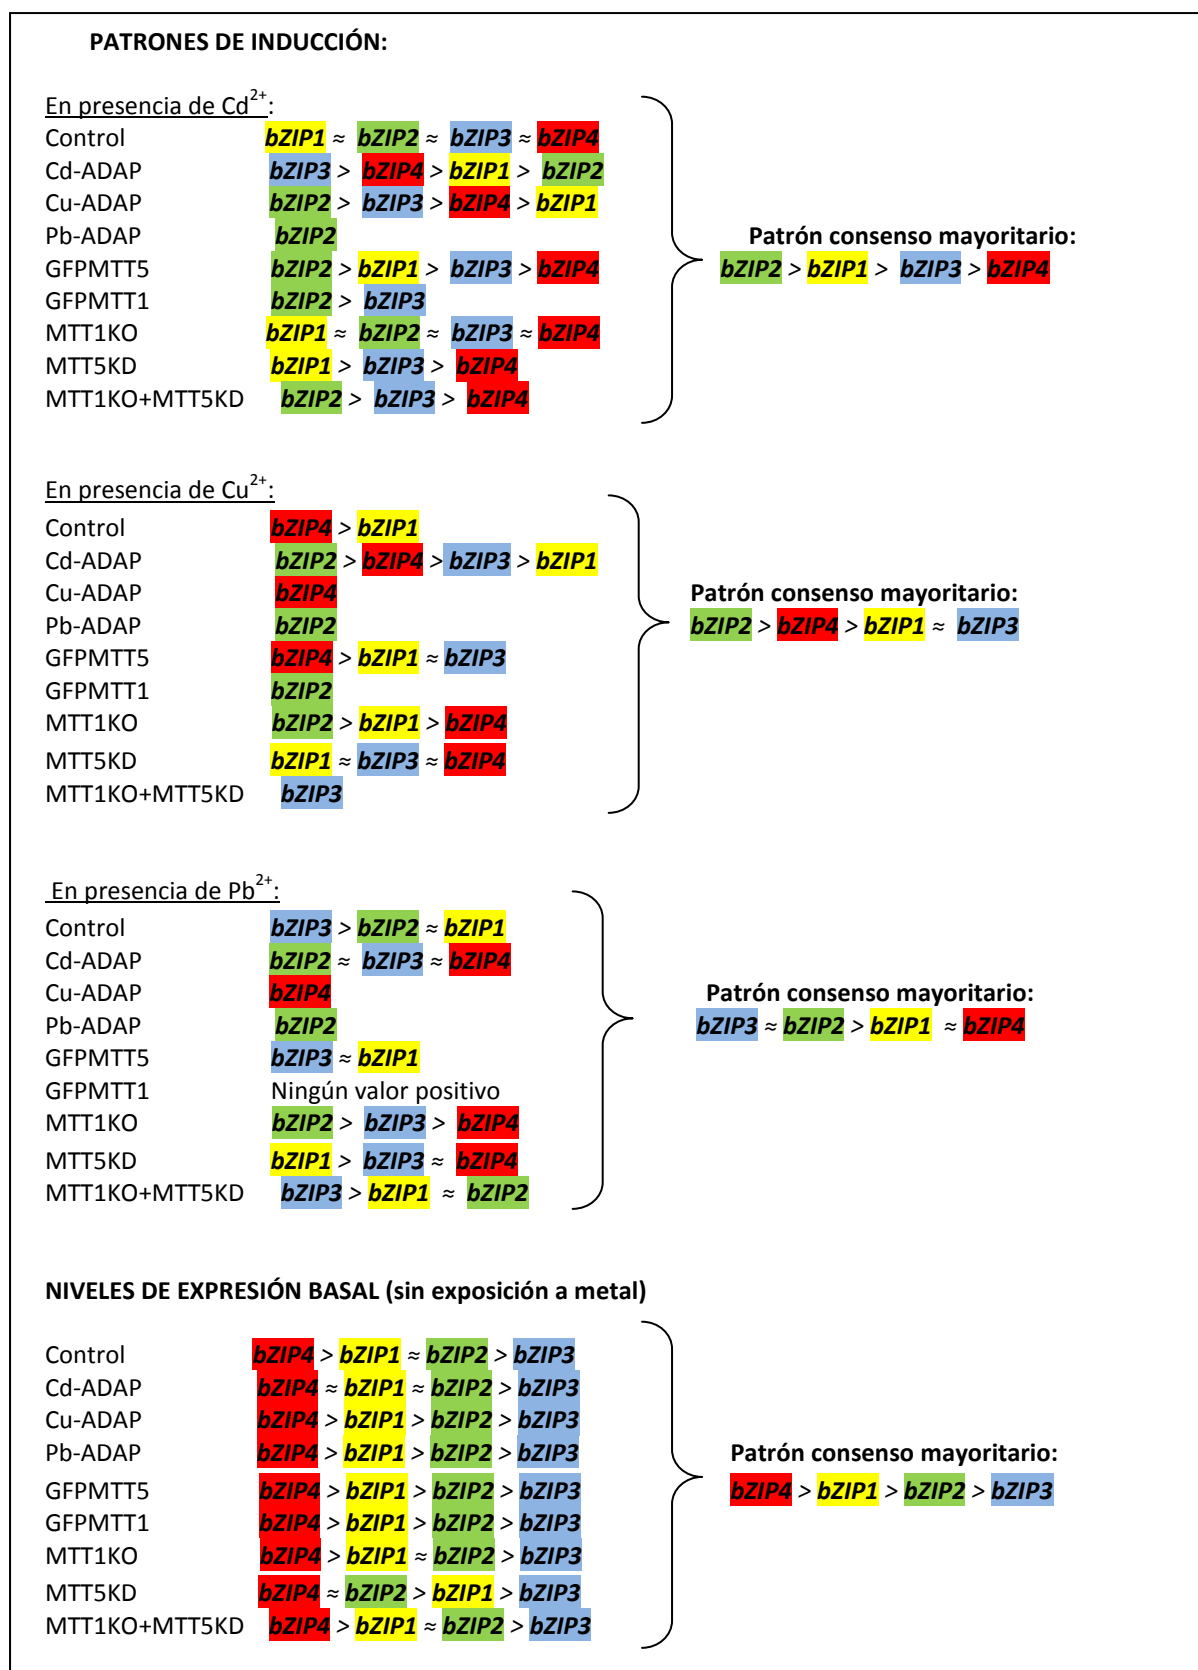 PATRONES DE INDUCCIÓN:
En presencia de Cd2+:
Control bZIP1 ≈ bZIP2 ≈ bZIP3 ≈ bZIP4
Cd-ADAP bZIP3 > bZIP4 > bZIP1 > bZIP2
Cu-ADAP bZIP2 > bZIP3 > bZIP4 > bZIP1
Pb-ADAP bZIP2
Patrón consenso mayoritario:
GFPMTT5 bZIP2 > bZIP1 > bZIP3 > bZIP4
bZIP2 > bZIP1 > bZIP3 > bZIP4
GFPMTT1 bZIP2 > bZIP3
MTT1KO bZIP1 ≈ bZIP2 ≈ bZIP3 ≈ bZIP4
MTT5KD bZIP1 > bZIP3 > bZIP4
MTT1KO+MTT5KD bZIP2 > bZIP3 > bZIP4
En presencia de Cu2+:
Control bZIP4 > bZIP1
Cd-ADAP bZIP2 > bZIP4 > bZIP3 > bZIP1
Cu-ADAP bZIP4
Patrón consenso mayoritario:
Pb-ADAP bZIP2
bZIP2 > bZIP4 > bZIP1 ≈ bZIP3
GFPMTT5 bZIP4 > bZIP1 ≈ bZIP3
GFPMTT1 bZIP2
MTT1KO bZIP2 > bZIP1 > bZIP4
MTT5KD bZIP1 ≈ bZIP3 ≈ bZIP4
MTT1KO+MTT5KD bZIP3
En presencia de Pb2+:
Control bZIP3 > bZIP2 ≈ bZIP1
Cd-ADAP bZIP2 ≈ bZIP3 ≈ bZIP4
Cu-ADAP bZIP4
Patrón consenso mayoritario:
Pb-ADAP bZIP2
bZIP3 ≈ bZIP2 > bZIP1 ≈ bZIP4
GFPMTT5 bZIP3 ≈ bZIP1
GFPMTT1 Ningún valor positivo
MTT1KO bZIP2 > bZIP3 > bZIP4
MTT5KD bZIP1 > bZIP3 ≈ bZIP4
MTT1KO+MTT5KD bZIP3 > bZIP1 ≈ bZIP2
NIVELES DE EXPRESIÓN BASAL (sin exposición a metal)
Control bZIP4 > bZIP1 ≈ bZIP2 > bZIP3
Cd-ADAP bZIP4 ≈ bZIP1 ≈ bZIP2 > bZIP3
Cu-ADAP bZIP4 > bZIP1 > bZIP2 > bZIP3
Pb-ADAP bZIP4 > bZIP1 > bZIP2 > bZIP3
Patrón consenso mayoritario:
GFPMTT5 bZIP4 > bZIP1 > bZIP2 > bZIP3
bZIP4 > bZIP1 > bZIP2 > bZIP3
GFPMTT1 bZIP4 > bZIP1 > bZIP2 > bZIP3
MTT1KO bZIP4 > bZIP1 ≈ bZIP2 > bZIP3
MTT5KD bZIP4 ≈ bZIP2 > bZIP1 > bZIP3
MTT1KO+MTT5KD bZIP4 > bZIP1 ≈ bZIP2 > bZIP3